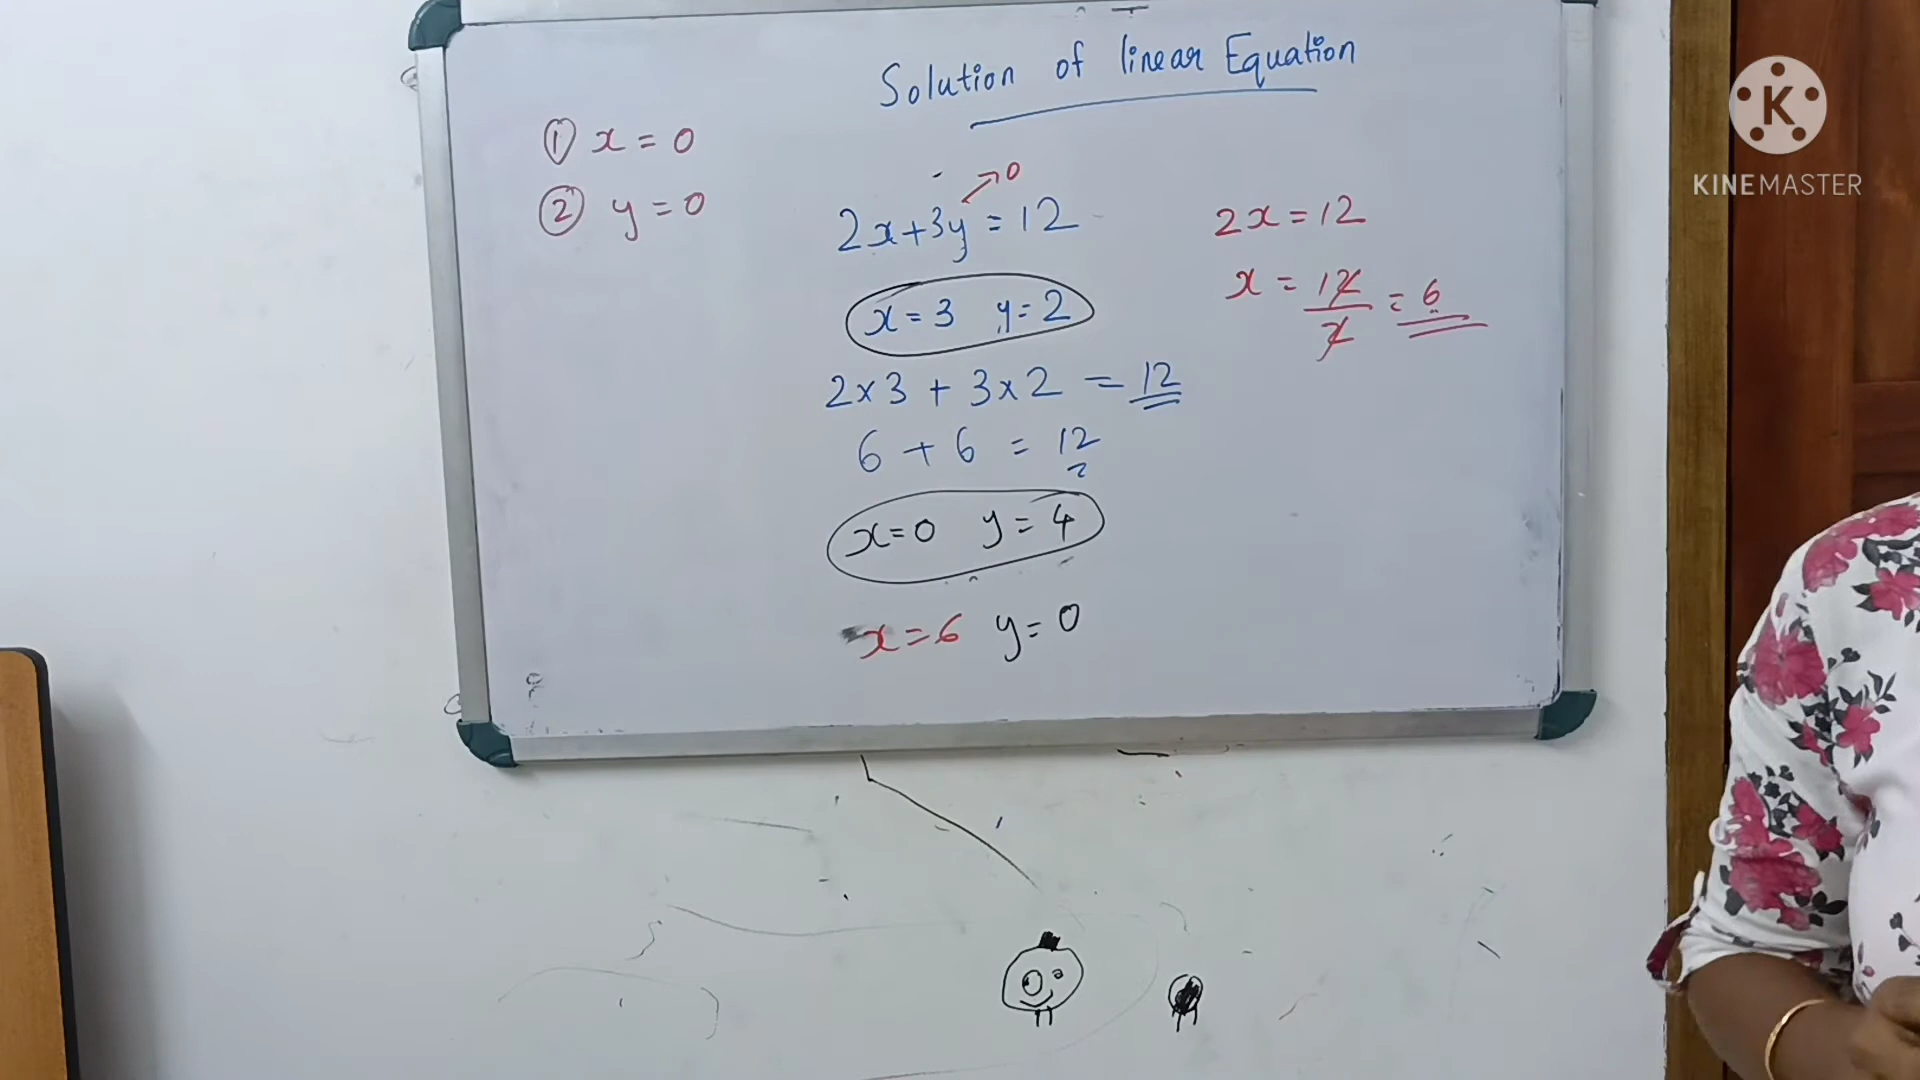 Solution of linear Equation
① x = 0
② y = 0
→ 0
2x+3y = 12
x = 3 y = 2
2 x 3 + 3 x 2 = 12
6 + 6 = 12
x = 0 y = 4
x = 6 y = 0
2x = 12
x = 12/2 = 6
K
KINEMASTER